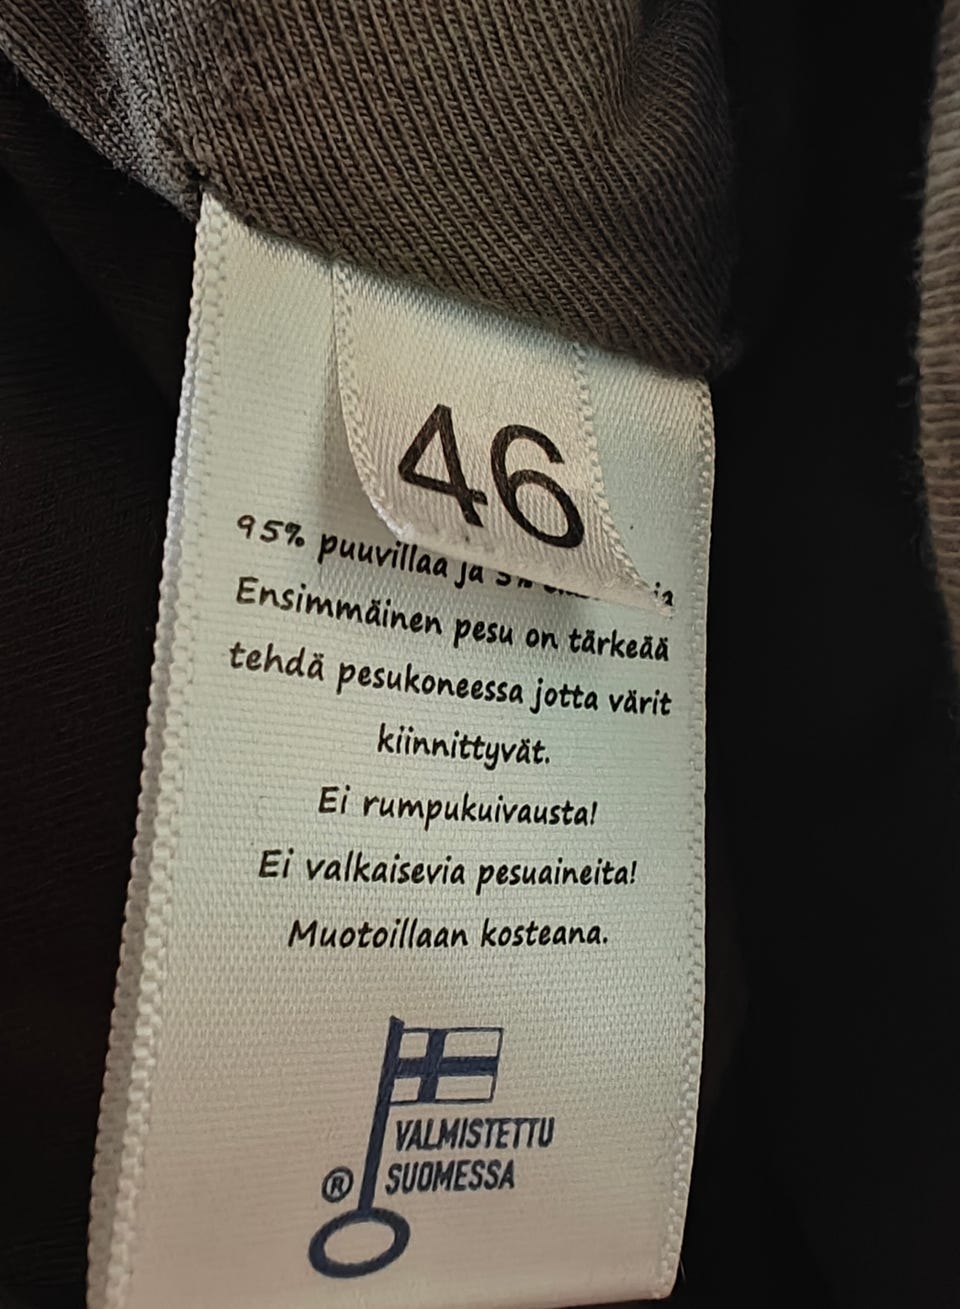 46
95% puuvillaa ja 5%
Ensimmäinen pesu on tärkeää
tehdä pesukoneessa jotta värit
kiinnittyvät.
Ei rumpukuivausta!
Ei valkaisevia pesuaineita!
Muotoillaan kosteana.
VALMISTETTU
® SUOMESSA